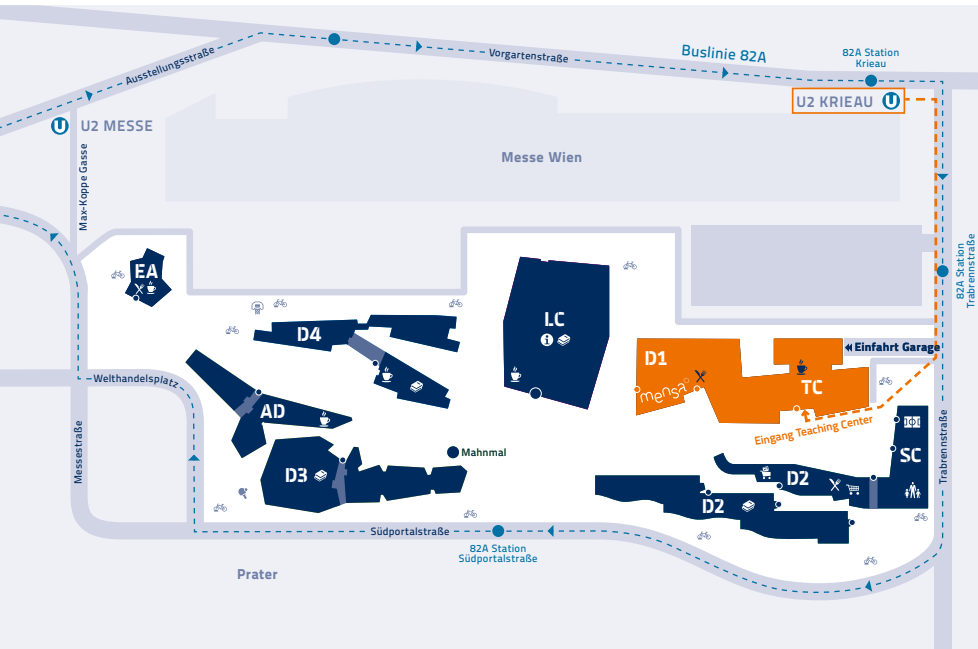 Ausstellungsstraße
Vorgartenstraße
Buslinie 82A
82A Station
Krieau
U2 KRIEAU U
U U2 MESSE
Messe Wien
Max-Koppe Gasse
82A Station
Trabrennstraße
EA
D4
LC
i
D1
mensa
TC
Einfahrt Garage
Eingang Teaching Center
Welthandelsplatz
AD
Mahnmal
D3
D2
D2
SC
Messestraße
Trabrennstraße
Südportalstraße
82A Station
Südportalstraße
Prater